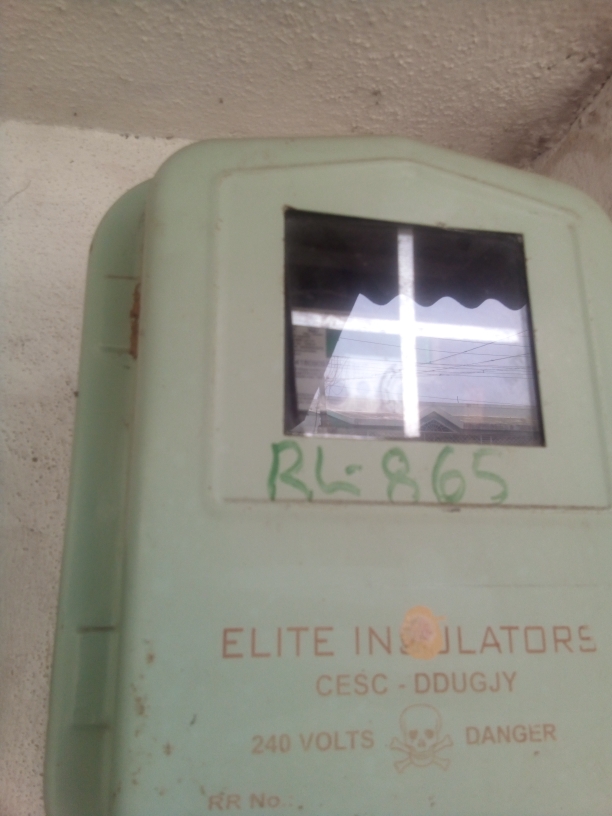 RL-865
ELITE INSULATORS
CESC - DDUGJY
240 VOLTS DANGER
RR No.: